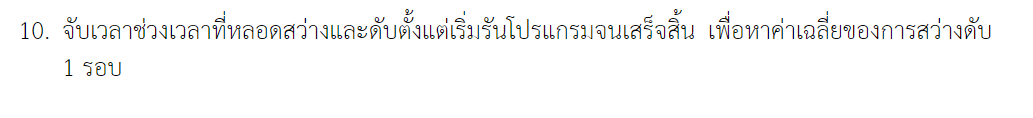 10. จับเวลาช่วงเวลาที่หลอดสว่างและดับตั้งแต่เริ่มรันโปรแกรมจนเสร็จสิ้น เพื่อหาค่าเฉลี่ยของการสว่างดับ
1 รอบ